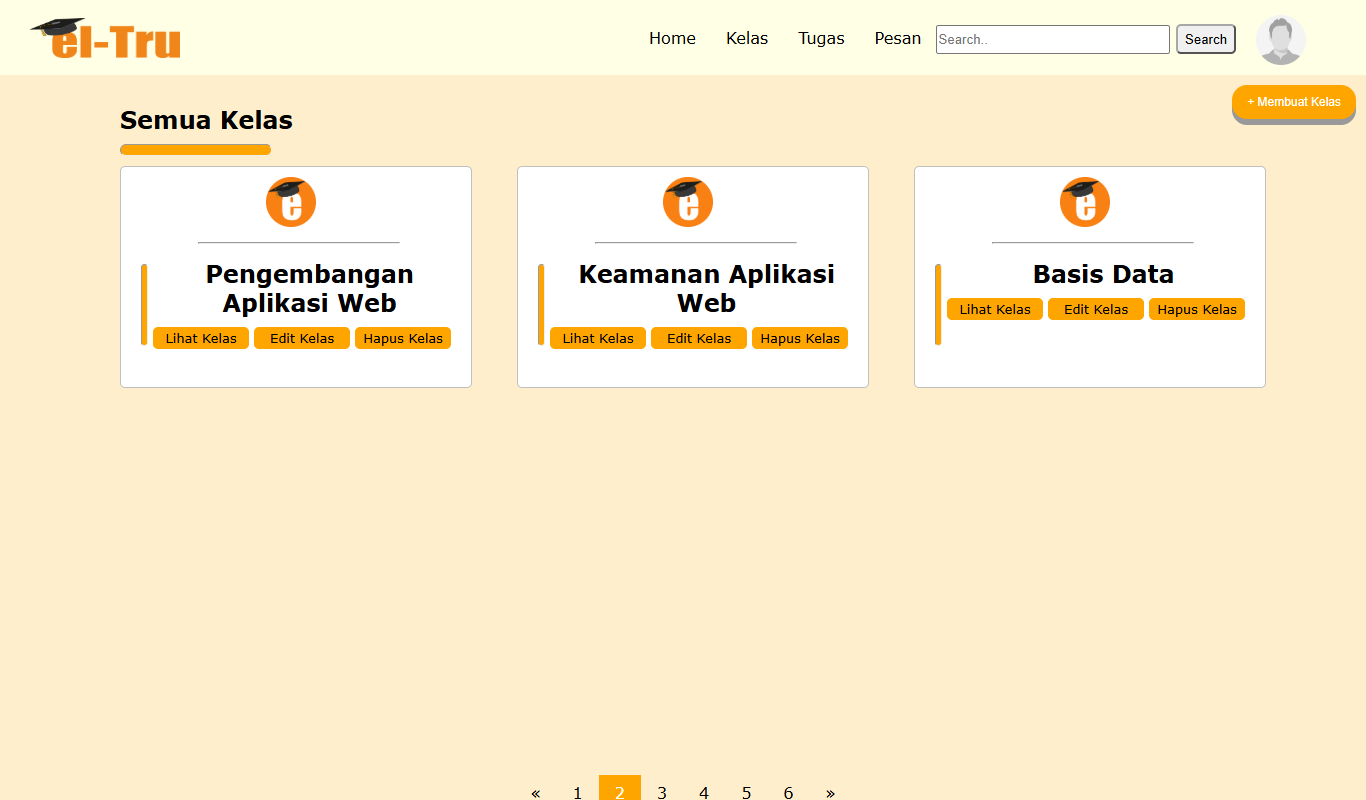 el-Tru
Home Kelas Tugas Pesan Search.. Search
+ Membuat Kelas
Semua Kelas
e
Pengembangan
Aplikasi Web
Lihat Kelas Edit Kelas Hapus Kelas
e
Keamanan Aplikasi
Web
Lihat Kelas Edit Kelas Hapus Kelas
e
Basis Data
Lihat Kelas Edit Kelas Hapus Kelas
« 1 2 3 4 5 6 »